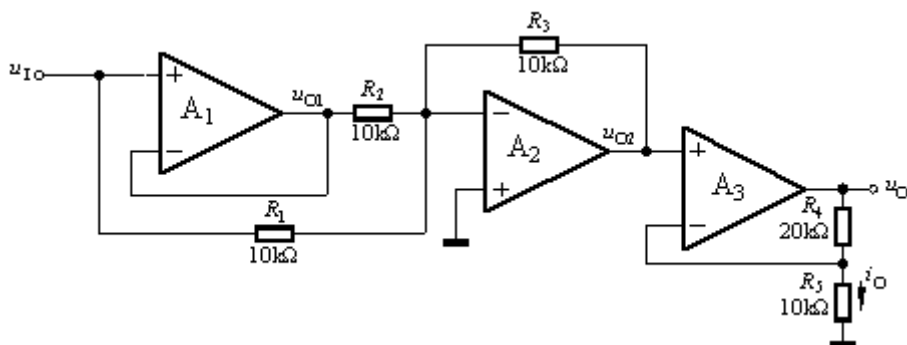 R3
10kΩ
uI
+
A1
−
uO1
R2
10kΩ
−
A2
+
uO2
+
A3
−
uO
R4
20kΩ
R1
10kΩ
R5
10kΩ
iO